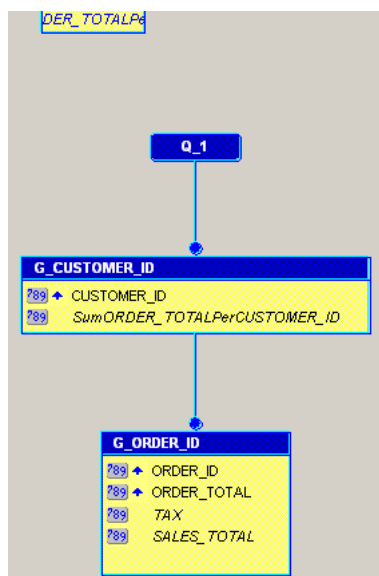 DER_TOTALPe
Q_1
G_CUSTOMER_ID
789 CUSTOMER_ID
789 SumORDER_TOTALPerCUSTOMER_ID
G_ORDER_ID
789 ORDER_ID
789 ORDER_TOTAL
789 TAX
789 SALES_TOTAL